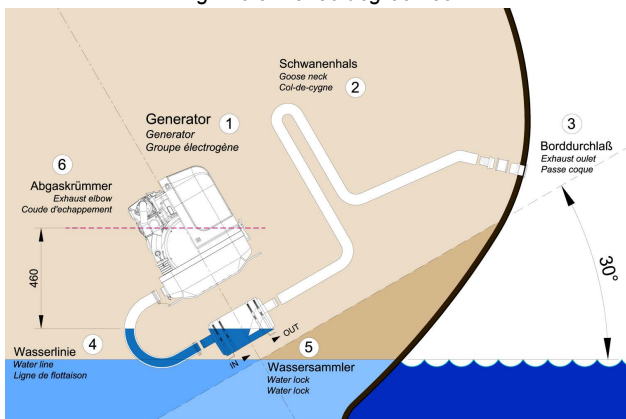 Schwanenhals
Goose neck
Col-de-cygne
2
Generator
Generator
Groupe électrogène
1
3
Borddurchlaß
Exhaust oulet
Passe coque
6
Abgaskrümmer
Exhaust elbow
Coude d'echappement
460
30°
Wasserlinie
Water line
Ligne de flottaison
4
IN
OUT
5
Wassersammler
Water lock
Water lock